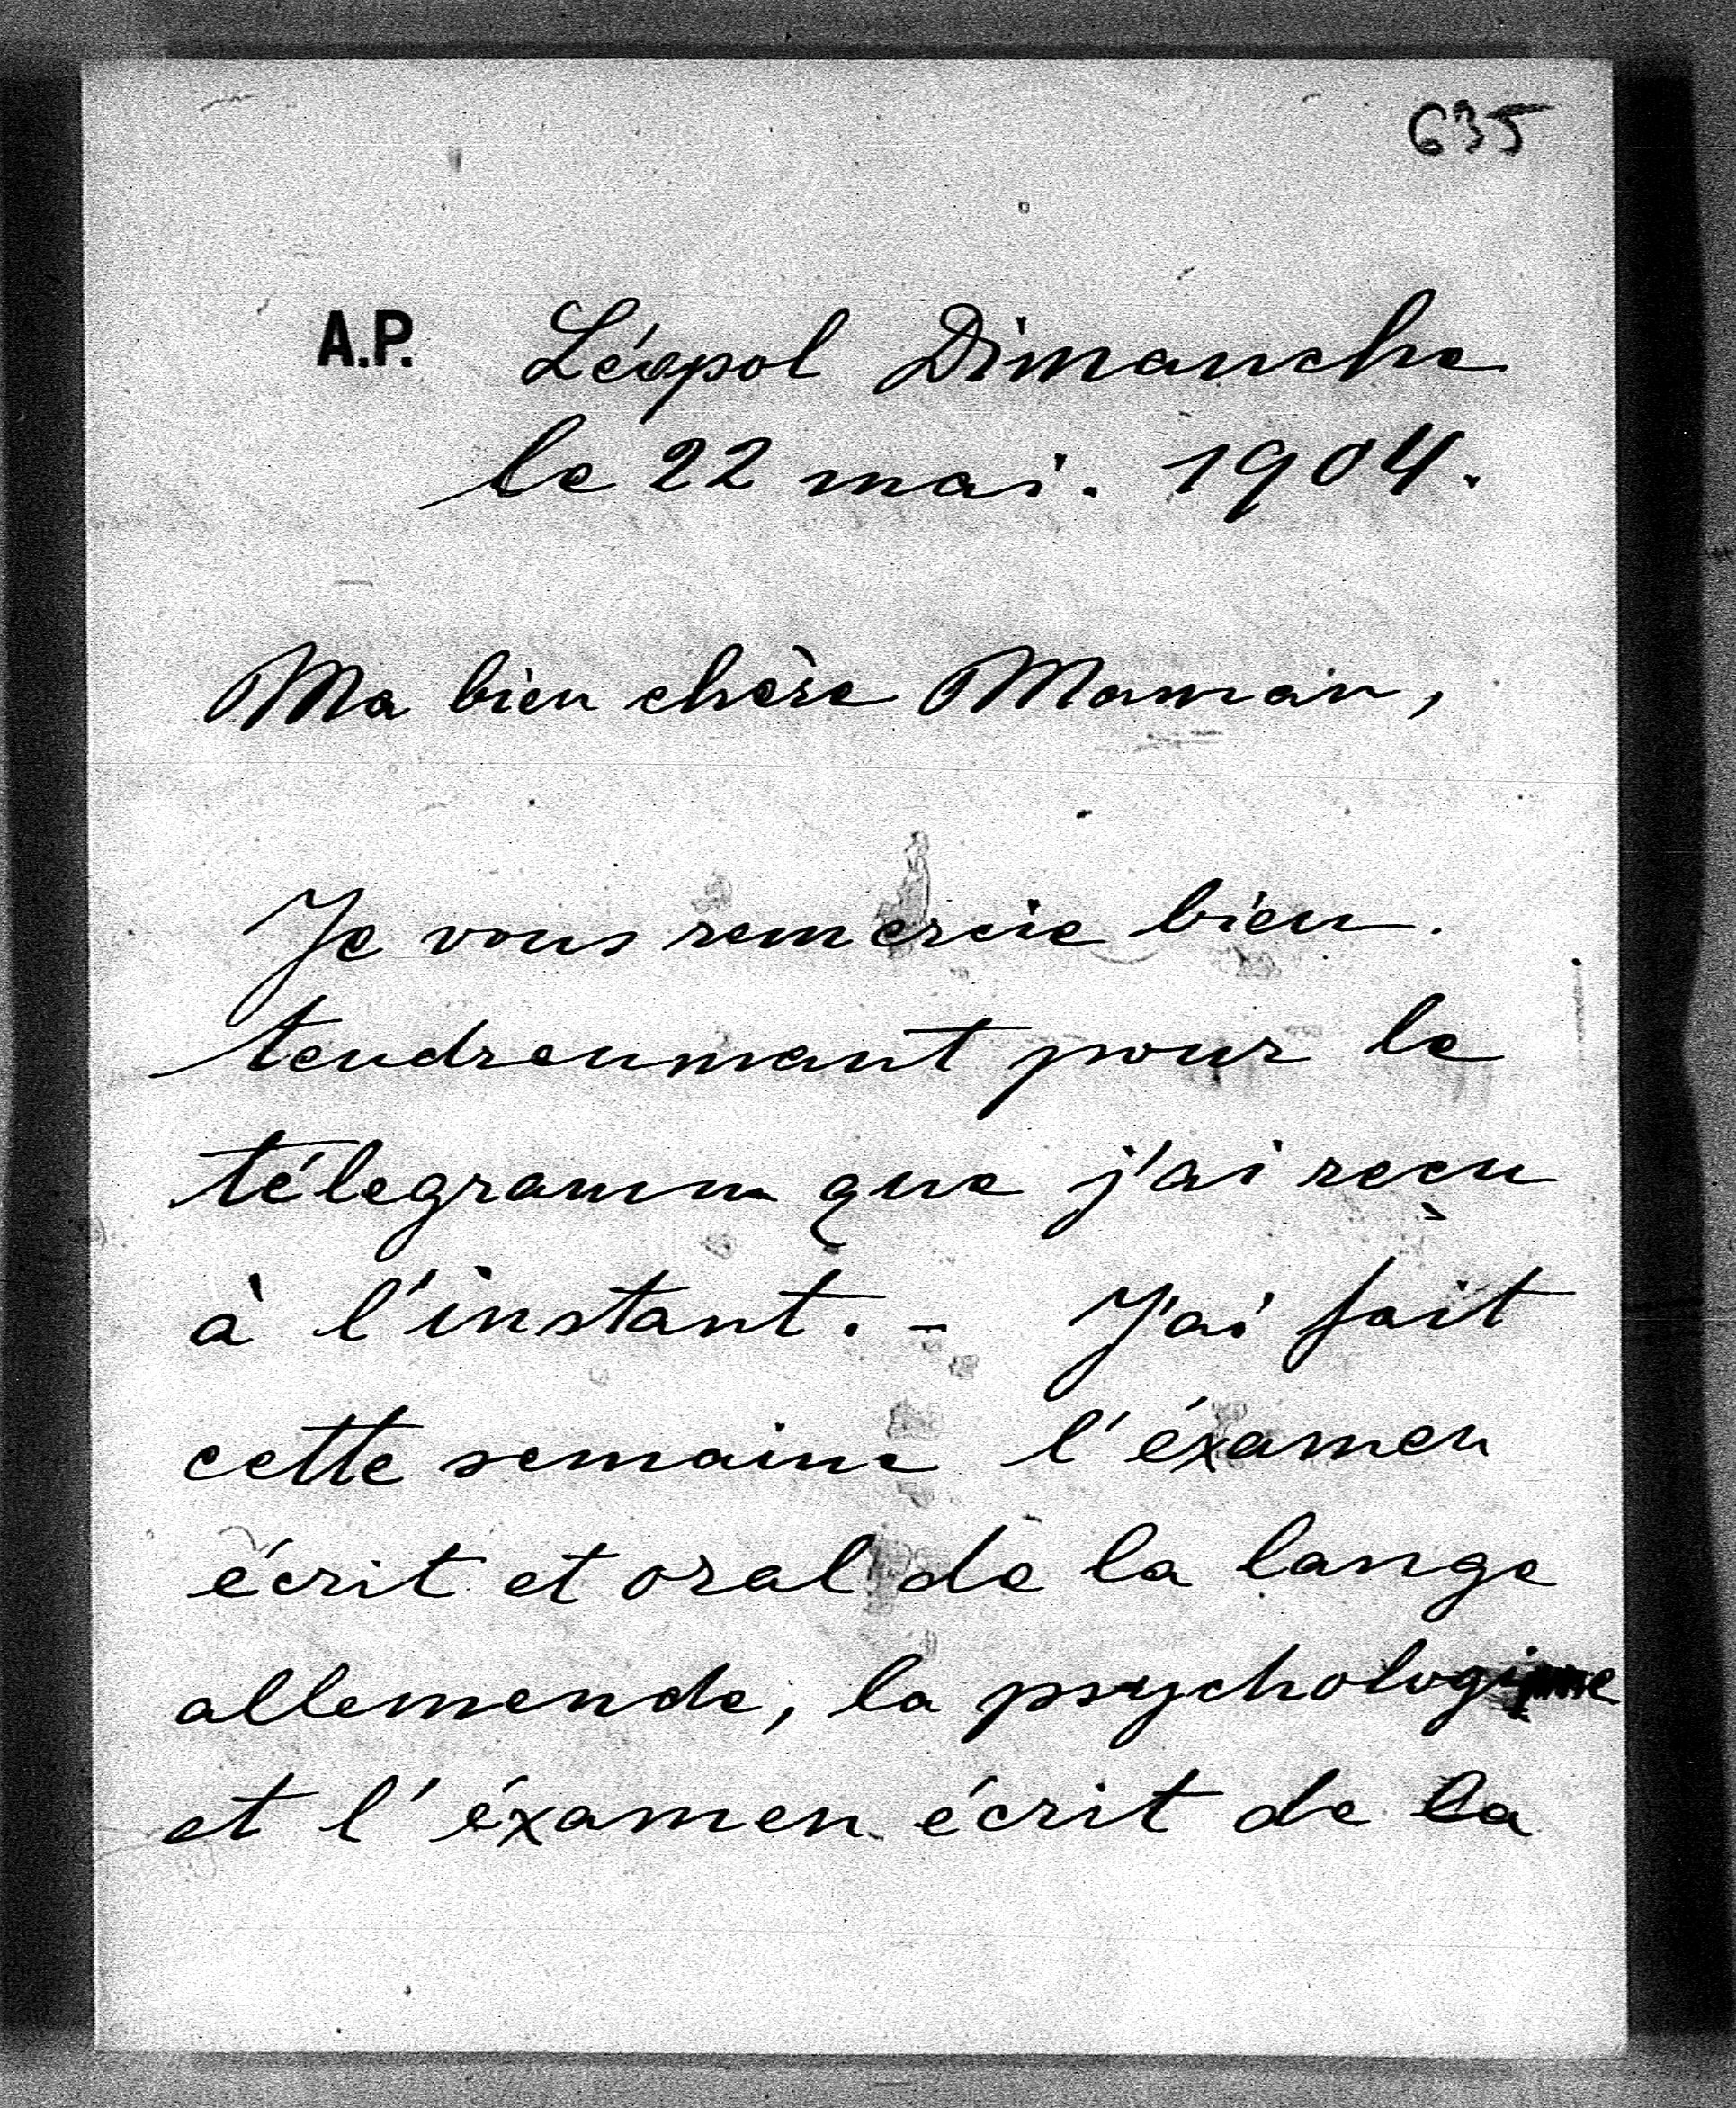 635
A.P. Léopol Dimanche
le 22 mai. 1904.
Ma bien chère Maman,
Je vous remercie bien
tendreumant pour le
télegramm que j'ai reçu
à l'instant. - J'ai fait
cette semaine l'éxamen
écrit et oral de la lange
allemende, la psychologie
et l'éxamen écrit de la